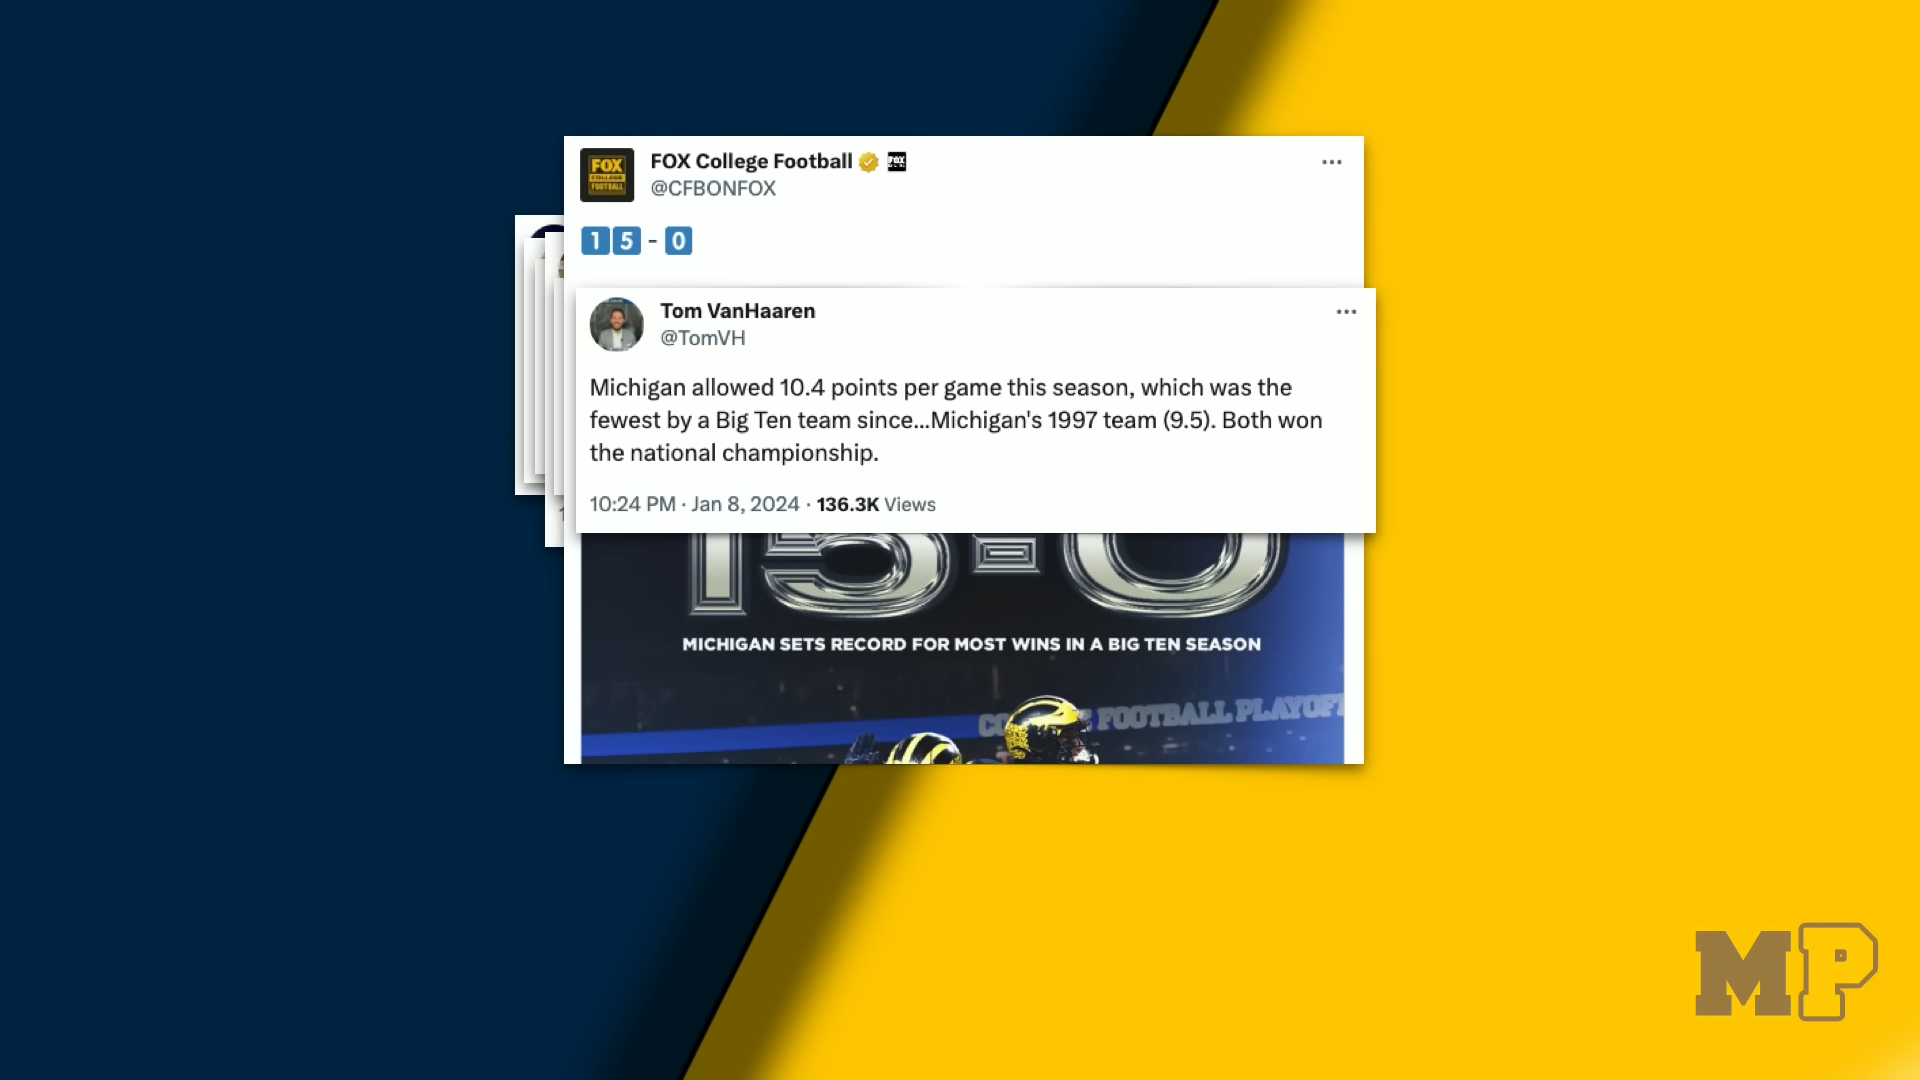 FOX
COLLEGE
FOOTBALL
FOX College Football
@CFBONFOX
15-0
Tom VanHaaren
@TomVH
Michigan allowed 10.4 points per game this season, which was the
fewest by a Big Ten team since...Michigan's 1997 team (9.5). Both won
the national championship.
10:24 PM · Jan 8, 2024 · 136.3K Views
15-0
MICHIGAN SETS RECORD FOR MOST WINS IN A BIG TEN SEASON
FOOTBALL PLAYOFF
MP